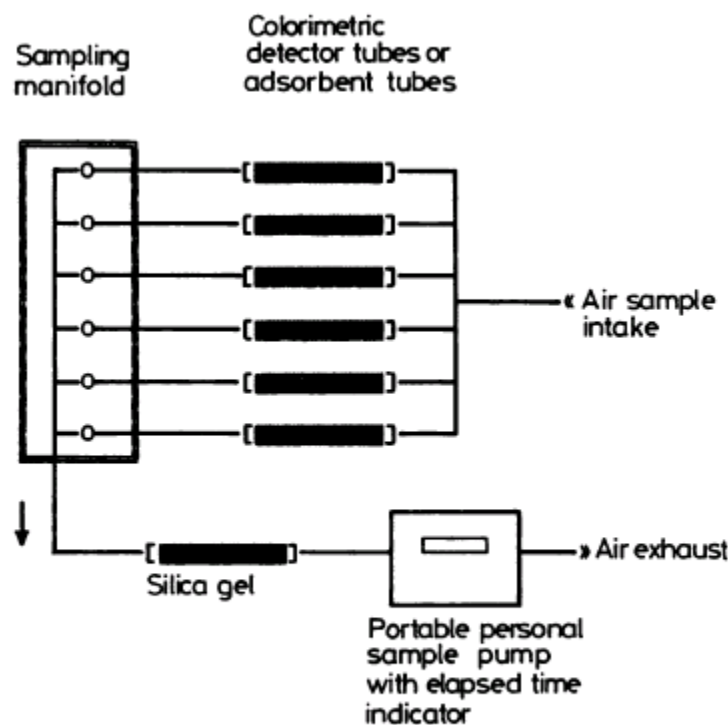 Sampling
manifold
Colorimetric
detector tubes or
adsorbent tubes
« Air sample
intake
Silica gel
» Air exhaust
Portable personal
sample pump
with elapsed time
indicator